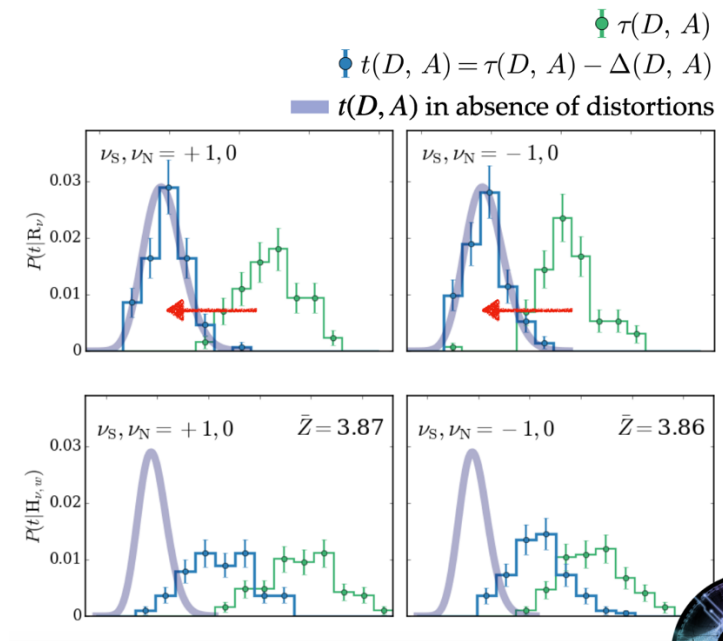 τ(D, A)
t(D, A) = τ(D, A) − Δ(D, A)
t(D, A) in absence of distortions
ν_S, ν_N = + 1, 0
ν_S, ν_N = − 1, 0
P(t|R_ν)
0.03
0.02
0.01
0
ν_S, ν_N = + 1, 0
Z̄ = 3.87
ν_S, ν_N = − 1, 0
Z̄ = 3.86
P(t|H_ν,w)
0.03
0.02
0.01
0